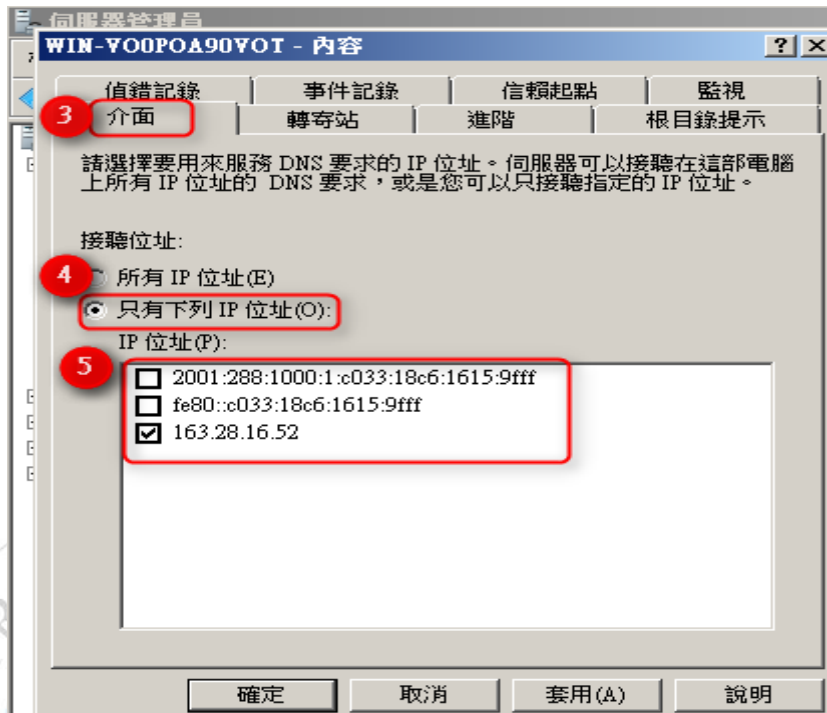 伺服器管理員
WIN-YO0POA90VOT - 內容
偵錯記錄 事件記錄 信賴起點 監視
3 介面 轉寄站 進階 根目錄提示
請選擇要用來服務 DNS 要求的 IP 位址。伺服器可以接聽在這部電腦
上所有 IP 位址的 DNS 要求，或是您可以只接聽指定的 IP 位址。
接聽位址:
4 所有 IP 位址(E)
只有下列 IP 位址(O):
IP 位址(P):
5
2001:288:1000:1:c033:18c6:1615:9fff
fe80::c033:18c6:1615:9fff
163.28.16.52
確定 取消 套用(A) 說明